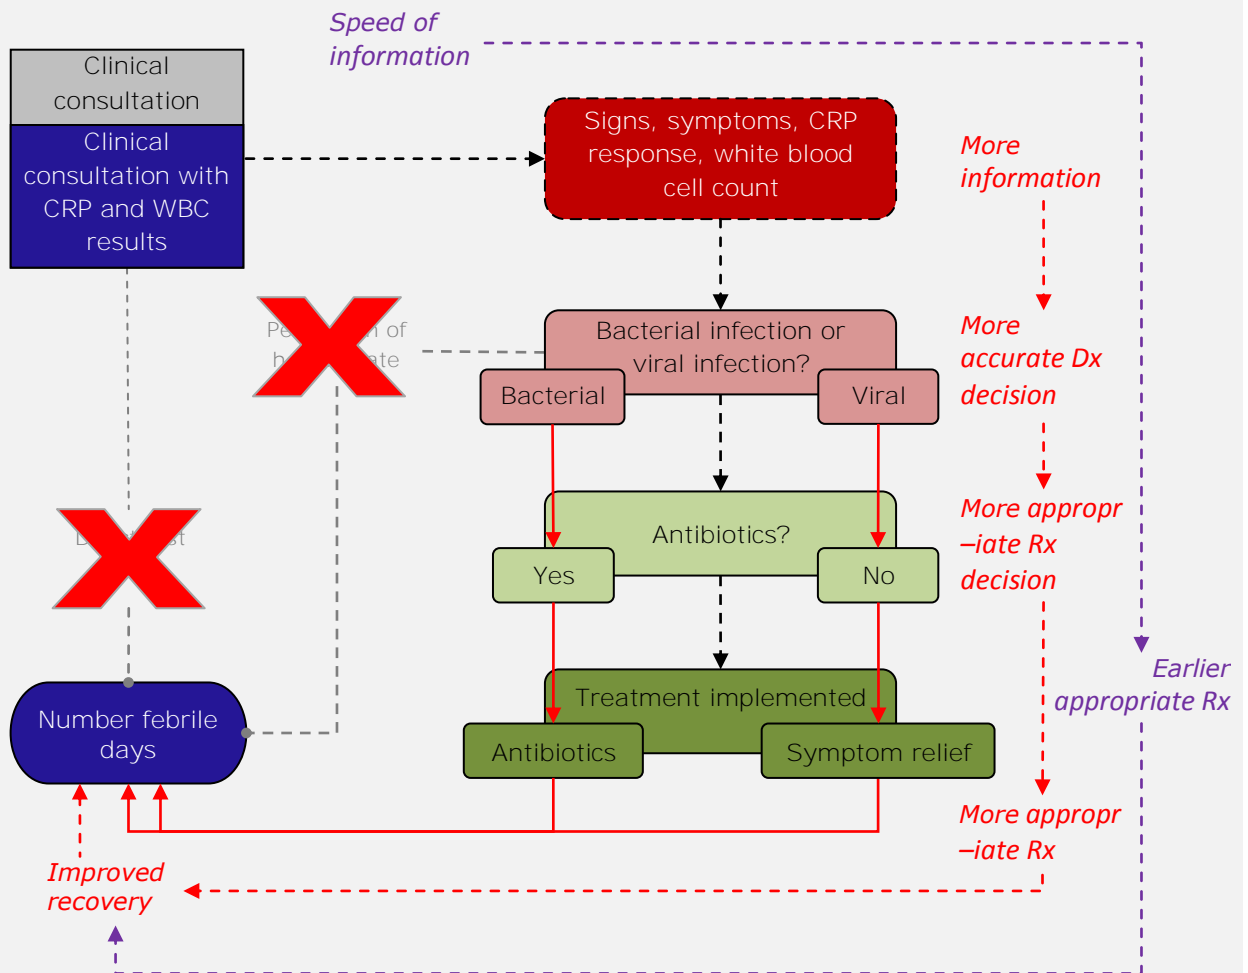 Speed of
information
Clinical
consultation
Clinical
consultation with
CRP and WBC
results
Signs, symptoms, CRP
response, white blood
cell count
More
information
of
Bacterial infection or
viral infection?
Bacterial
Viral
More
accurate Dx
decision
Antibiotics?
Yes
No
More appropr
–iate Rx
decision
Number febrile
days
Treatment implemented
Antibiotics
Symptom relief
Earlier
appropriate Rx
More appropr
–iate Rx
Improved
recovery